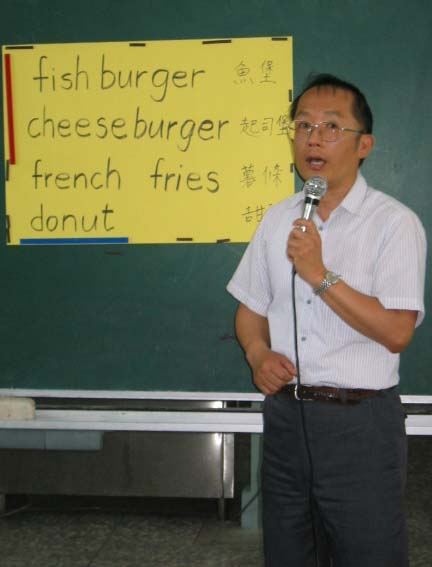 fish burger 魚堡
cheeseburger 起司堡
french fries 薯條
donut 甜